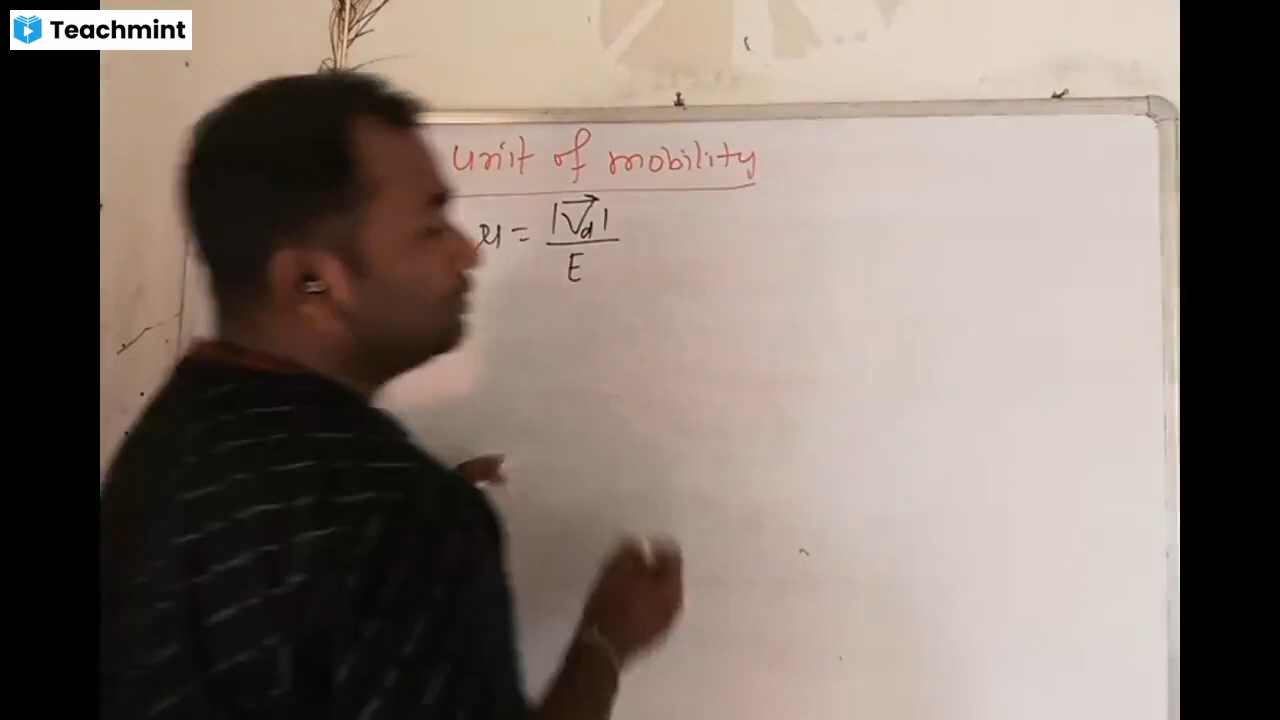 Teachmint
unit of mobility
μ = |V⃗d|
E